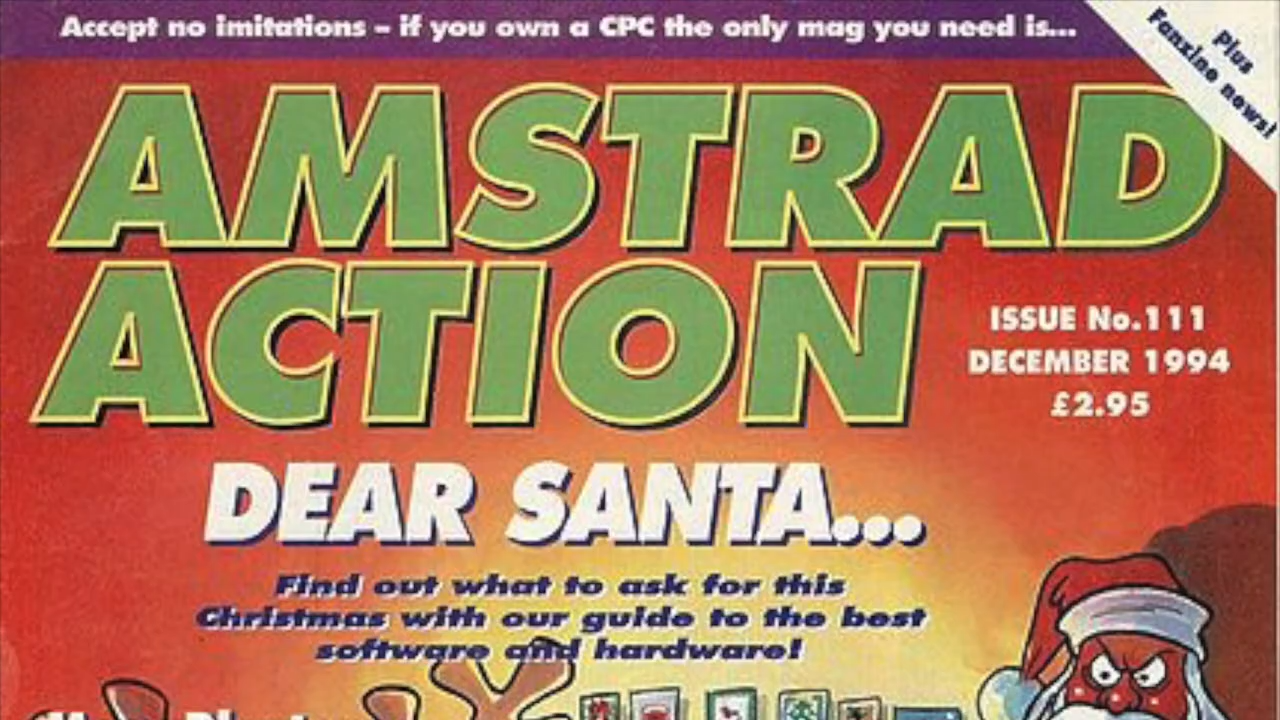 Accept no imitations – if you own a CPC the only mag you need is...
Plus
Fanzine news!
AMSTRAD
ACTION
ISSUE No.111
DECEMBER 1994
£2.95
DEAR SANTA...
Find out what to ask for this
Christmas with our guide to the best
software and hardware!